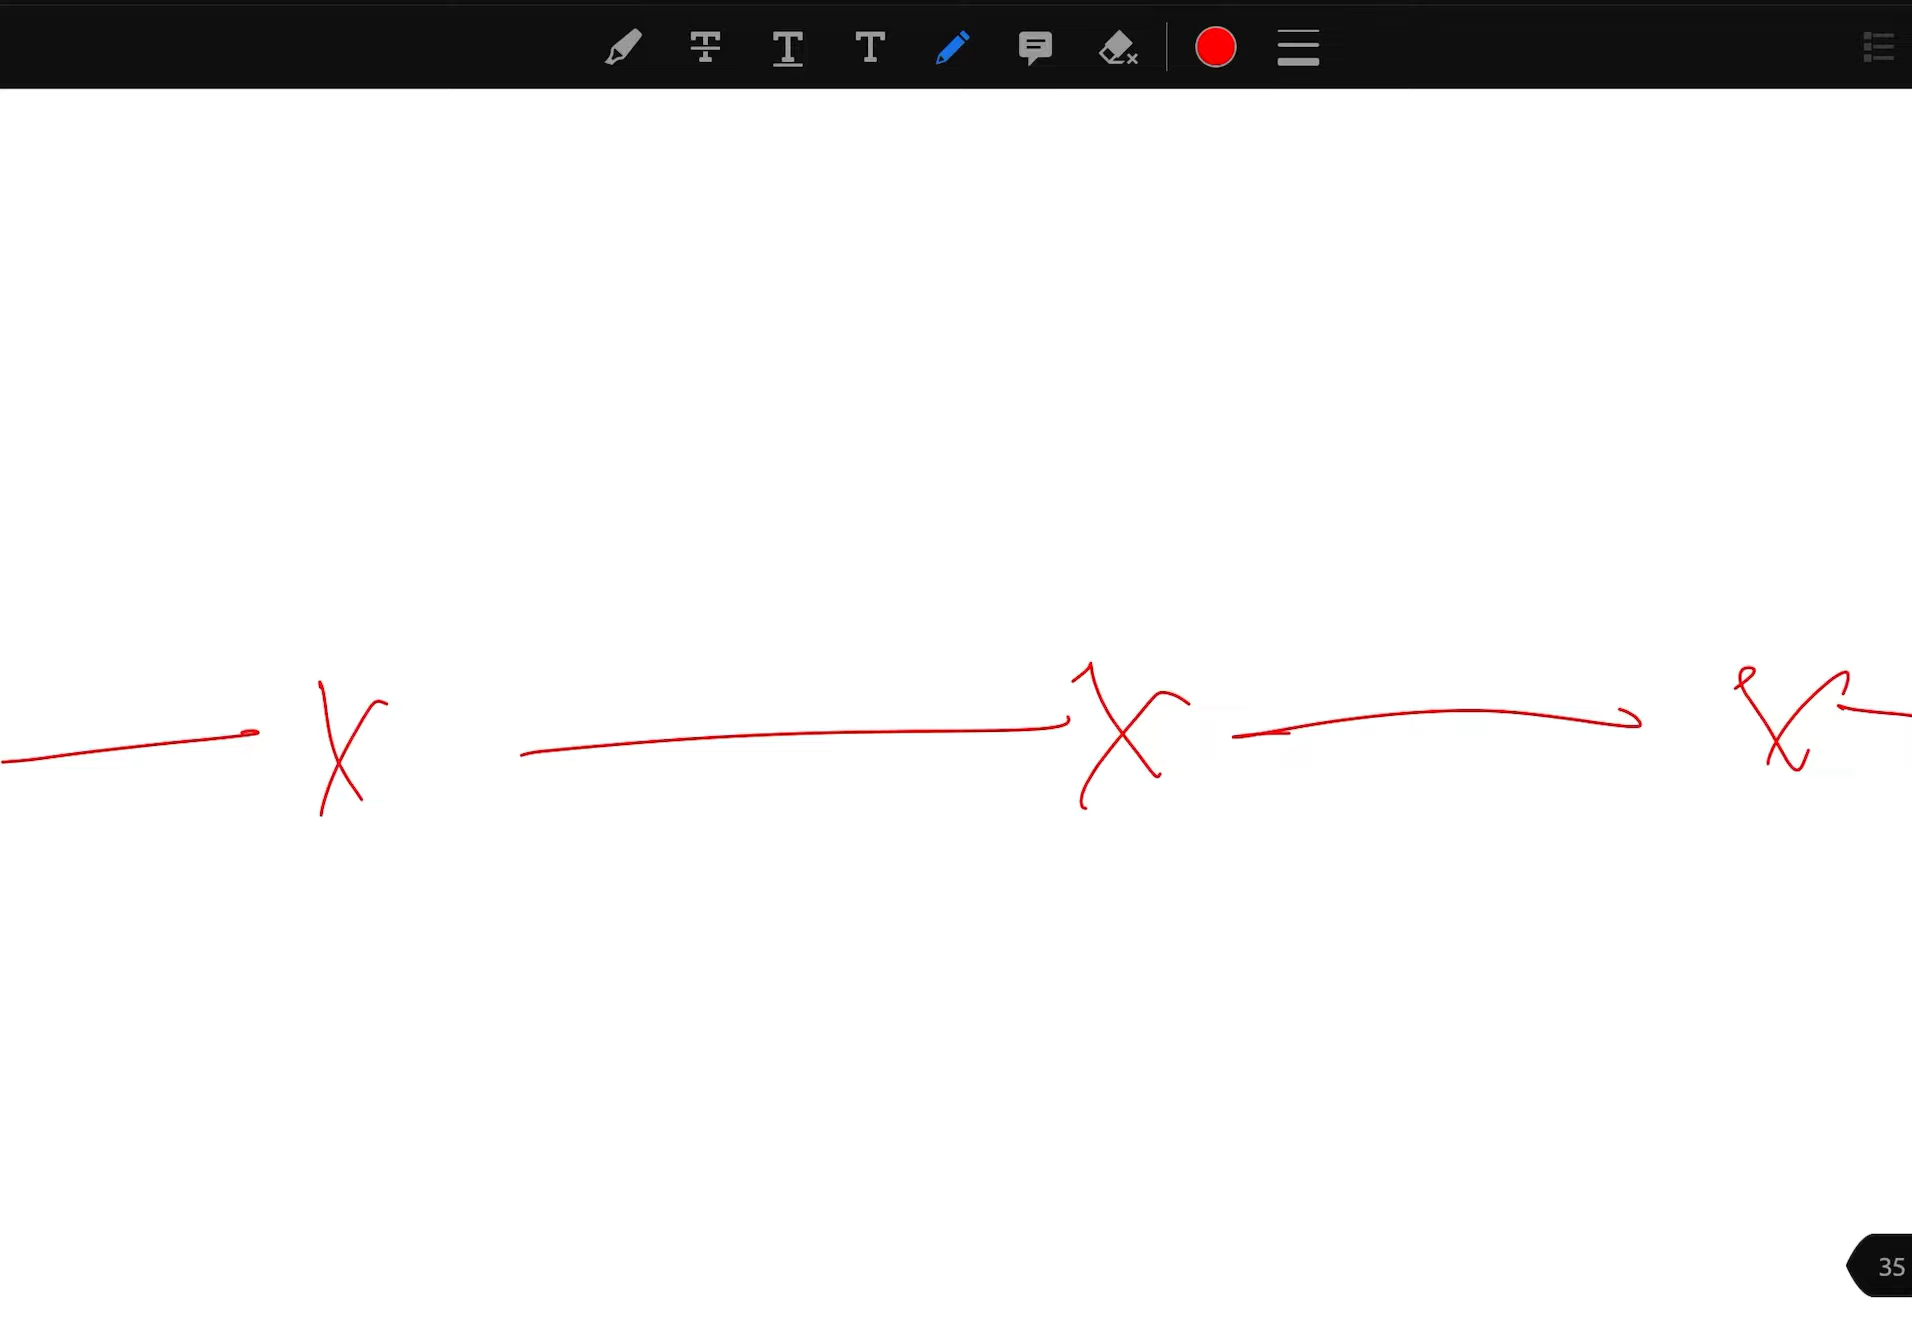 — X — X — X —
35